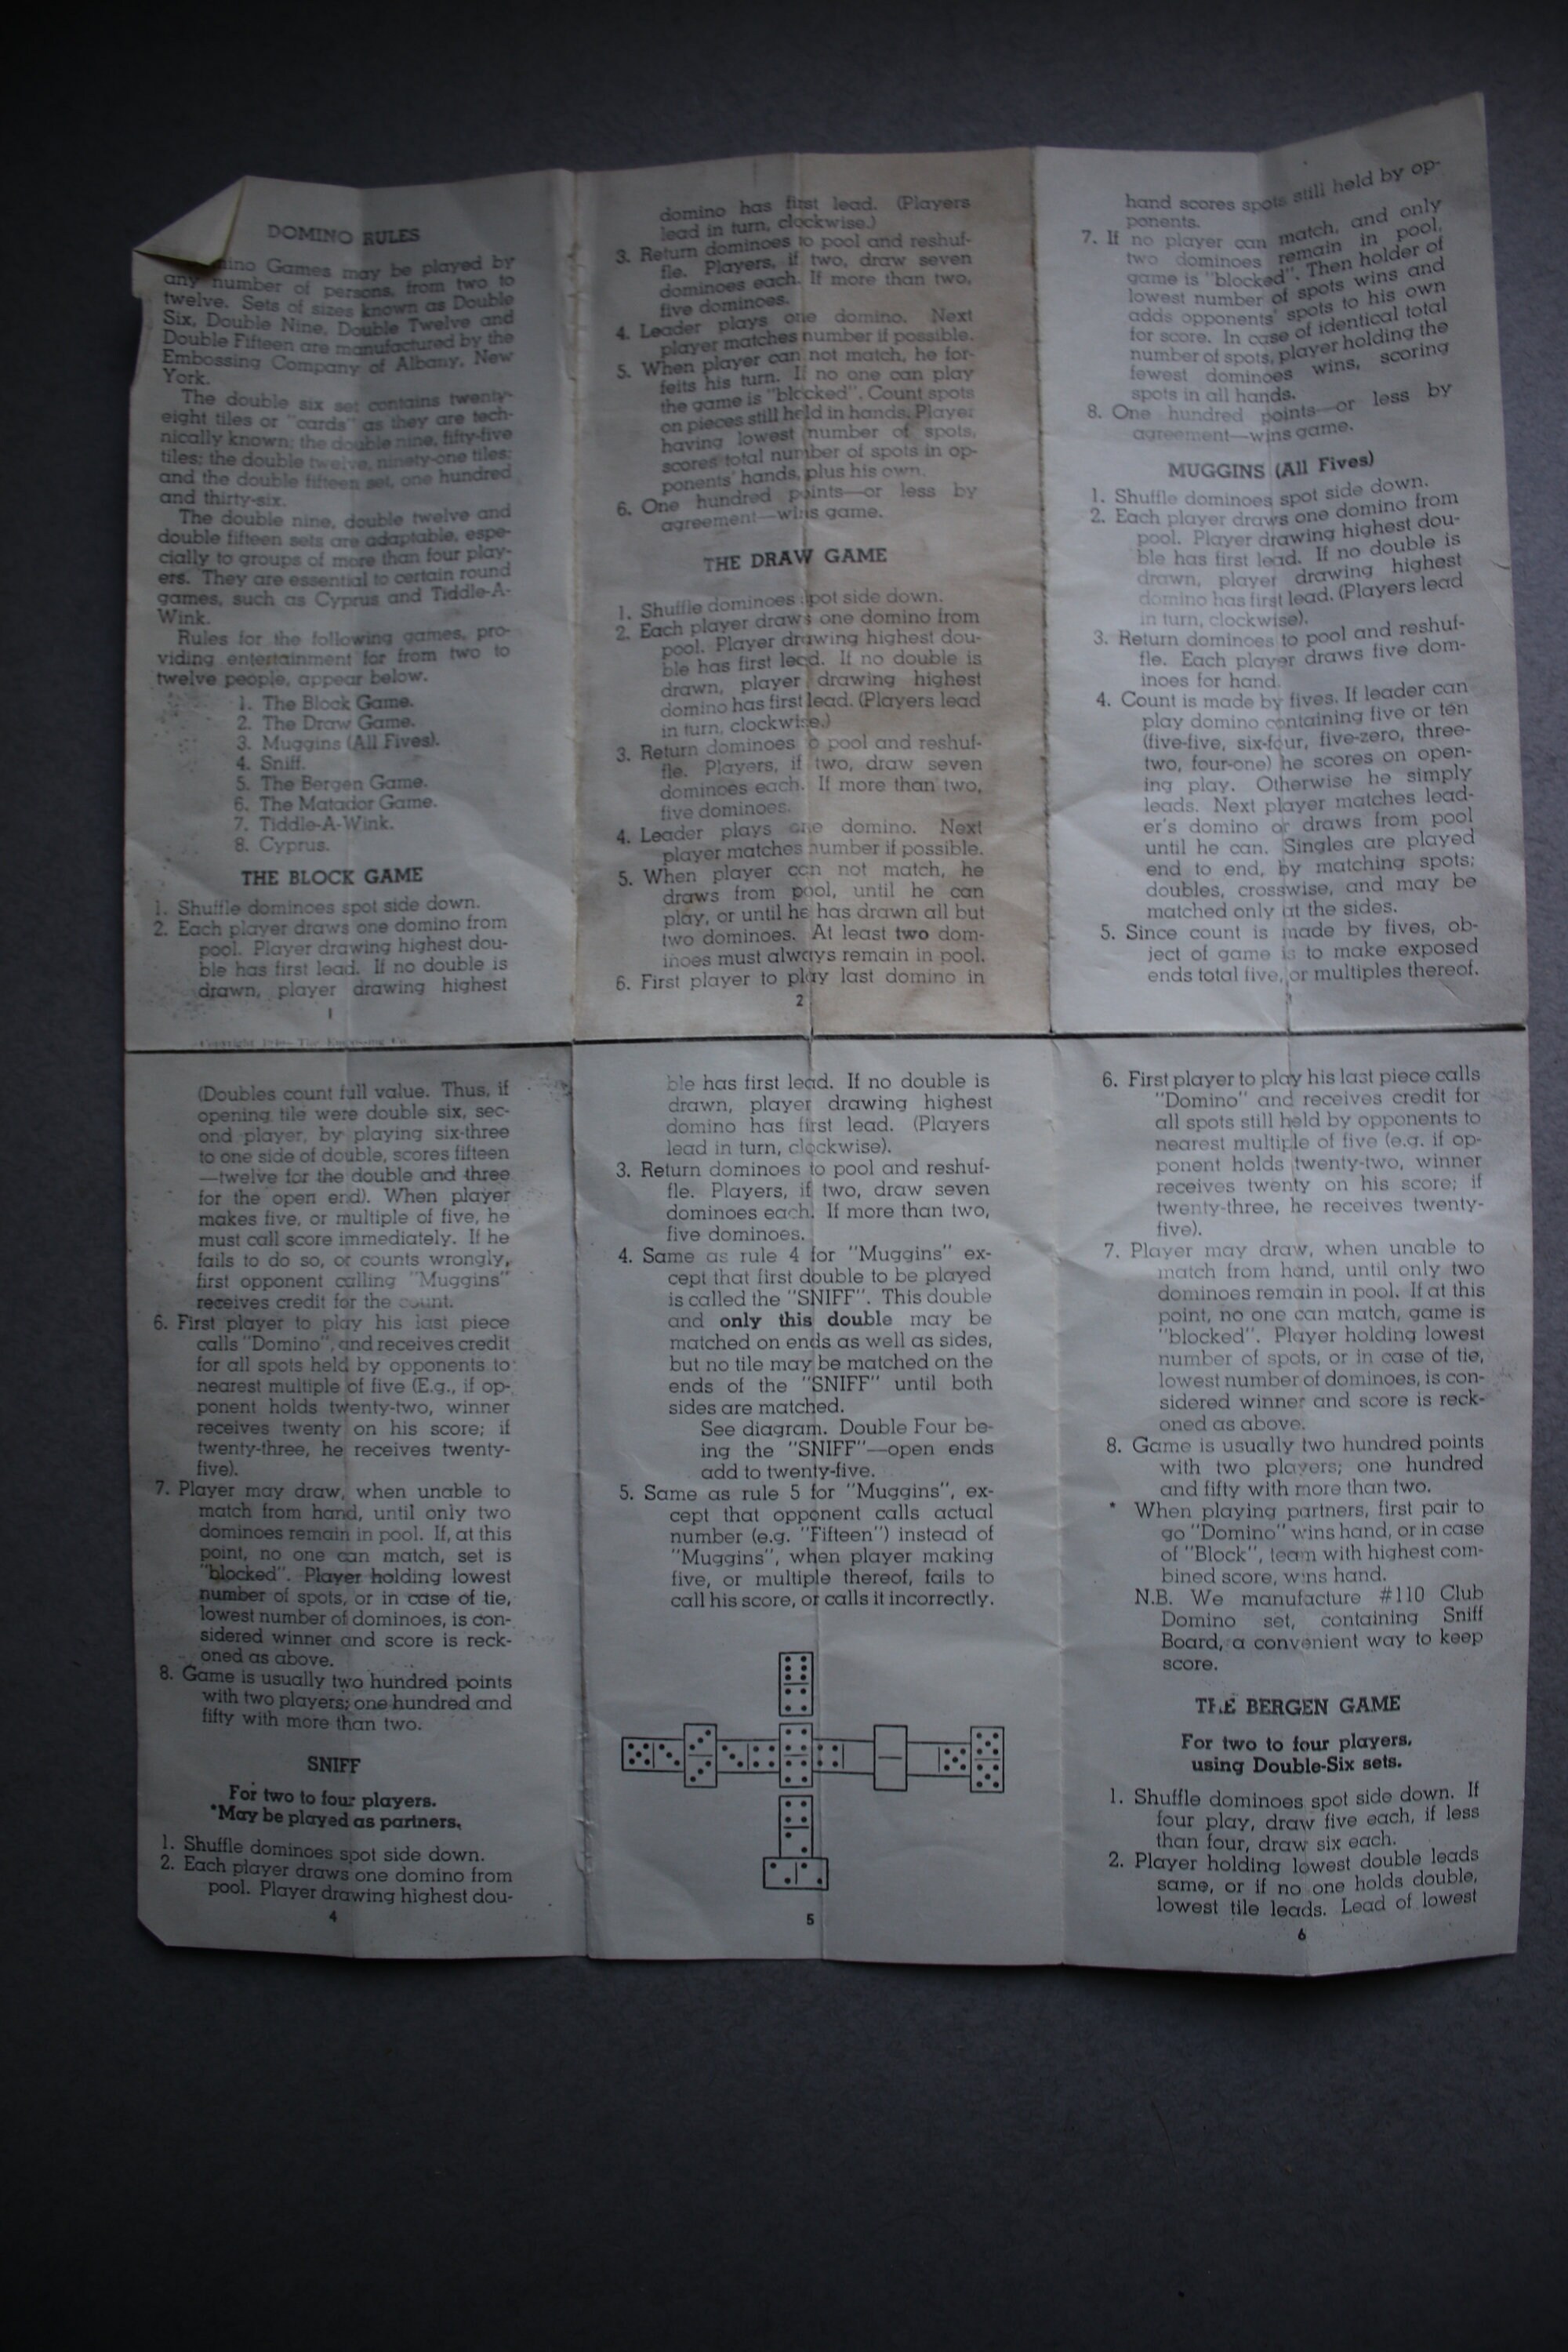 DOMINO RULES
Games may be played by
any number of persons, from two to
twelve. Sets of sizes known as Double
Six, Double Nine, Double Twelve and
Double Fifteen are manufactured by the
Embossing Company of Albany, New
York.
The double six set contains twenty-
eight tiles or "cards" as they are tech-
nically known; the double nine, fifty-five
tiles; the double twelve, ninety-one tiles;
and the double fifteen set, one hundred
and thirty-six.
The double nine, double twelve and
double fifteen sets are adaptable, espe-
cially to groups of more than four play-
ers. They are essential to certain round
games, such as Cyprus and Tiddle-A-
Wink.
Rules for the following games, pro-
viding entertainment for from two to
twelve people, appear below.
1. The Block Game.
2. The Draw Game.
3. Muggins (All Fives).
4. Sniff.
5. The Bergen Game.
6. The Matador Game.
7. Tiddle-A-Wink.
8. Cyprus.
THE BLOCK GAME
1. Shuffle dominoes spot side down.
2. Each player draws one domino from
pool. Player drawing highest dou-
ble has first lead. If no double is
drawn, player drawing highest
1
domino has first lead. (Players
lead in turn, clockwise.)
3. Return dominoes to pool and reshuf-
fle. Players, if two, draw seven
dominoes each. If more than two,
five dominoes.
4. Leader plays one domino. Next
player matches number if possible.
5. When player can not match, he for-
feits his turn. If no one can play
the game is "blocked". Count spots
on pieces still held in hands. Player
having lowest number of spots,
scores total number of spots in op-
ponents' hands, plus his own.
6. One hundred points—or less by
agreement—wins game.
THE DRAW GAME
1. Shuffle dominoes spot side down.
2. Each player draws one domino from
pool. Player drawing highest dou-
ble has first lead. If no double is
drawn, player drawing highest
domino has first lead. (Players lead
in turn, clockwise.)
3. Return dominoes to pool and reshuf-
fle. Players, if two, draw seven
dominoes each. If more than two,
five dominoes.
4. Leader plays one domino. Next
player matches number if possible.
5. When player can not match, he
draws from pool, until he can
play, or until he has drawn all but
two dominoes. At least two dom-
inoes must always remain in pool.
6. First player to play last domino in
2
hand scores spots still held by op-
ponents.
7. If no player can match, and only
two dominoes remain in pool,
game is "blocked". Then holder of
lowest number of spots wins and
adds opponents' spots to his own
for score. In case of identical total
number of spots, player holding the
fewest dominoes wins, scoring
spots in all hands.
8. One hundred points—or less by
agreement—wins game.
MUGGINS (All Fives)
1. Shuffle dominoes spot side down.
2. Each player draws one domino from
pool. Player drawing highest dou-
ble has first lead. If no double is
drawn, player drawing highest
domino has first lead. (Players lead
in turn, clockwise).
3. Return dominoes to pool and reshuf-
fle. Each player draws five dom-
inoes for hand.
4. Count is made by fives. If leader can
play domino containing five or ten
(five-five, six-four, five-zero, three-
two, four-one) he scores on open-
ing play. Otherwise he simply
leads. Next player matches lead-
er's domino or draws from pool
until he can. Singles are played
end to end, by matching spots;
doubles, crosswise, and may be
matched only at the sides.
5. Since count is made by fives, ob-
ject of game is to make exposed
ends total five, or multiples thereof.
3
(Doubles count full value. Thus, if
opening tile were double six, sec-
ond player, by playing six-three
to one side of double, scores fifteen
—twelve for the double and three
for the open end). When player
makes five, or multiple of five, he
must call score immediately. If he
fails to do so, or counts wrongly,
first opponent calling "Muggins"
receives credit for the count.
6. First player to play his last piece
calls "Domino", and receives credit
for all spots held by opponents to
nearest multiple of five (E.g., if op-
ponent holds twenty-two, winner
receives twenty on his score; if
twenty-three, he receives twenty-
five).
7. Player may draw, when unable to
match from hand, until only two
dominoes remain in pool. If, at this
point, no one can match, set is
"blocked". Player holding lowest
number of spots, or in case of tie,
lowest number of dominoes, is con-
sidered winner and score is reck-
oned as above.
8. Game is usually two hundred points
with two players; one hundred and
fifty with more than two.
SNIFF
For two to four players.
*May be played as partners.
1. Shuffle dominoes spot side down.
2. Each player draws one domino from
pool. Player drawing highest dou-
4
ble has first lead. If no double is
drawn, player drawing highest
domino has first lead. (Players
lead in turn, clockwise).
3. Return dominoes to pool and reshuf-
fle. Players, if two, draw seven
dominoes each. If more than two,
five dominoes.
4. Same as rule 4 for "Muggins" ex-
cept that first double to be played
is called the "SNIFF". This double
and only this double may be
matched on ends as well as sides,
but no tile may be matched on the
ends of the "SNIFF" until both
sides are matched.
See diagram. Double Four be-
ing the "SNIFF"—open ends
add to twenty-five.
5. Same as rule 5 for "Muggins", ex-
cept that opponent calls actual
number (e.g. "Fifteen") instead of
"Muggins", when player making
five, or multiple thereof, fails to
call his score, or calls it incorrectly.
5
6. First player to play his last piece calls
"Domino" and receives credit for
all spots still held by opponents to
nearest multiple of five (e.g. if op-
ponent holds twenty-two, winner
receives twenty on his score; if
twenty-three, he receives twenty-
five).
7. Player may draw, when unable to
match from hand, until only two
dominoes remain in pool. If at this
point, no one can match, game is
"blocked". Player holding lowest
number of spots, or in case of tie,
lowest number of dominoes, is con-
sidered winner and score is reck-
oned as above.
8. Game is usually two hundred points
with two players; one hundred
and fifty with more than two.
* When playing partners, first pair to
go "Domino" wins hand, or in case
of "Block", team with highest com-
bined score, wins hand.
N.B. We manufacture #110 Club
Domino set, containing Sniff
Board, a convenient way to keep
score.
THE BERGEN GAME
For two to four players,
using Double-Six sets.
1. Shuffle dominoes spot side down. If
four play, draw five each, if less
than four, draw six each.
2. Player holding lowest double leads
same, or if no one holds double,
lowest tile leads. Lead of lowest
6